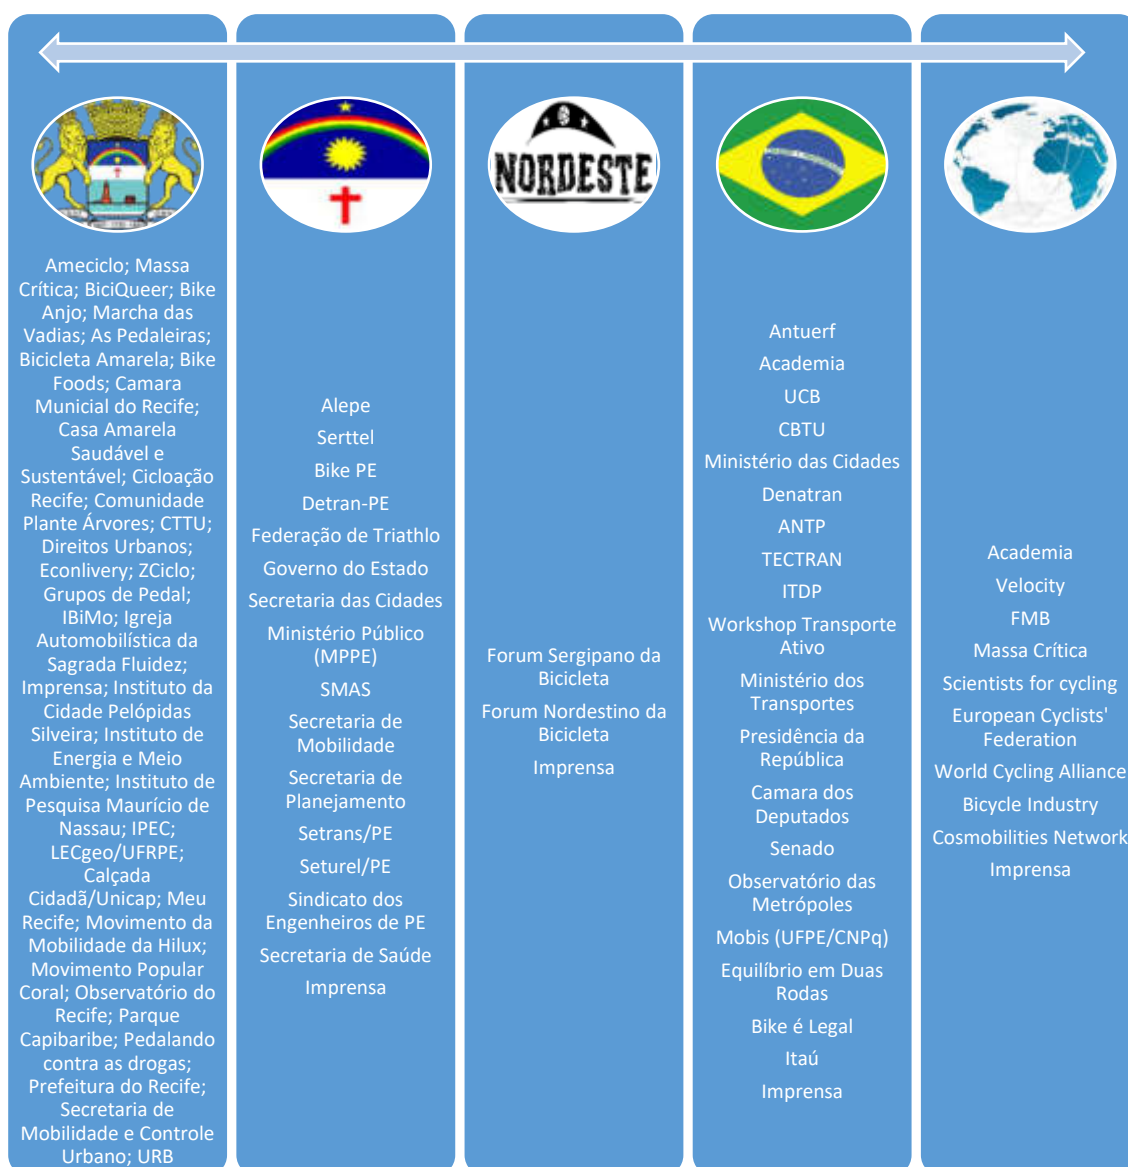 Ameciclo; Massa
Crítica; BiciQueer; Bike
Anjo; Marcha das
Vadias; As Pedaleiras;
Bicicleta Amarela; Bike
Foods; Camara
Municial do Recife;
Casa Amarela
Saudável e
Sustentável; Cicloação
Recife; Comunidade
Plante Árvores; CTTU;
Direitos Urbanos;
Econlivery; ZCiclo;
Grupos de Pedal;
IBiMo; Igreja
Automobilística da
Sagrada Fluidez;
Imprensa; Instituto da
Cidade Pelópidas
Silveira; Instituto de
Energia e Meio
Ambiente; Instituto de
Pesquisa Maurício de
Nassau; IPEC;
LECgeo/UFRPE;
Calçada
Cidadã/Unicap; Meu
Recife; Movimento da
Mobilidade da Hilux;
Movimento Popular
Coral; Observatório do
Recife; Parque
Capibaribe; Pedalando
contra as drogas;
Prefeitura do Recife;
Secretaria de
Mobilidade e Controle
Urbano; URB
Alepe
Serttel
Bike PE
Detran-PE
Federação de Triathlo
Governo do Estado
Secretaria das Cidades
Ministério Público
(MPPE)
SMAS
Secretaria de
Mobilidade
Secretaria de
Planejamento
Setrans/PE
Seturel/PE
Sindicato dos
Engenheiros de PE
Secretaria de Saúde
Imprensa
NORDESTE
Forum Sergipano da
Bicicleta
Forum Nordestino da
Bicicleta
Imprensa
Antuerf
Academia
UCB
CBTU
Ministério das Cidades
Denatran
ANTP
TECTRAN
ITDP
Workshop Transporte
Ativo
Ministério dos
Transportes
Presidência da
República
Camara dos
Deputados
Senado
Observatório das
Metrópoles
Mobis (UFPE/CNPq)
Equilíbrio em Duas
Rodas
Bike é Legal
Itaú
Imprensa
Academia
Velocity
FMB
Massa Crítica
Scientists for cycling
European Cyclists'
Federation
World Cycling Alliance
Bicycle Industry
Cosmobilities Network
Imprensa